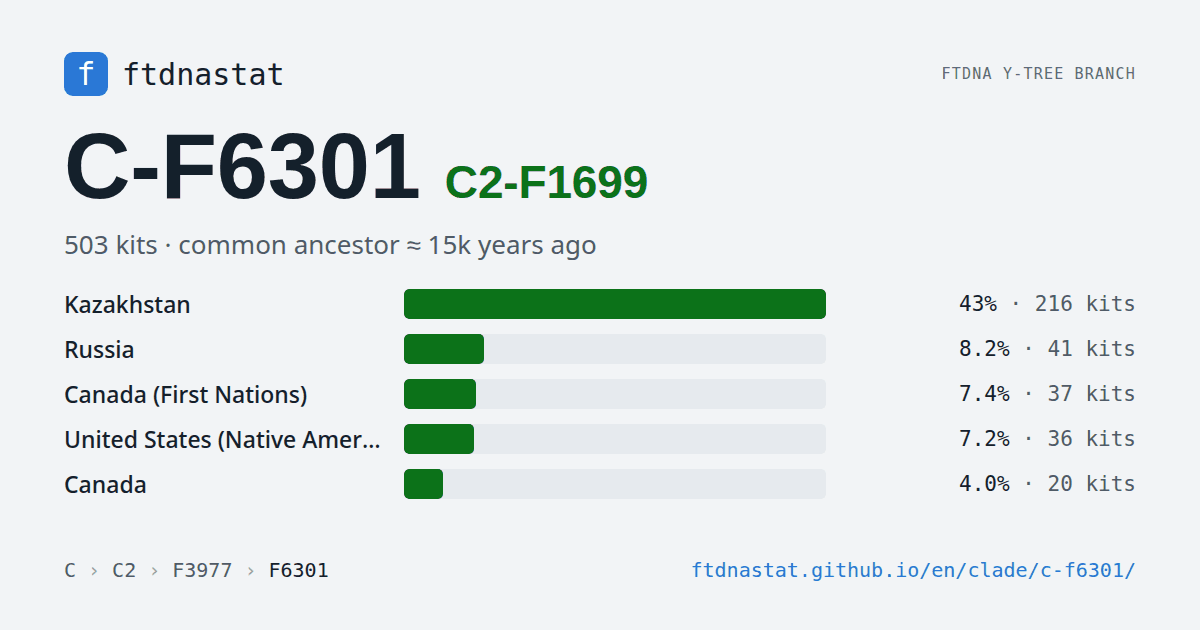 f ftdnastat
FTDNA Y-TREE BRANCH
C-F6301 C2-F1699
503 kits · common ancestor ≈ 15k years ago
Kazakhstan 43% · 216 kits
Russia 8.2% · 41 kits
Canada (First Nations) 7.4% · 37 kits
United States (Native Amer... 7.2% · 36 kits
Canada 4.0% · 20 kits
C › C2 › F3977 › F6301
ftdnastat.github.io/en/clade/c-f6301/